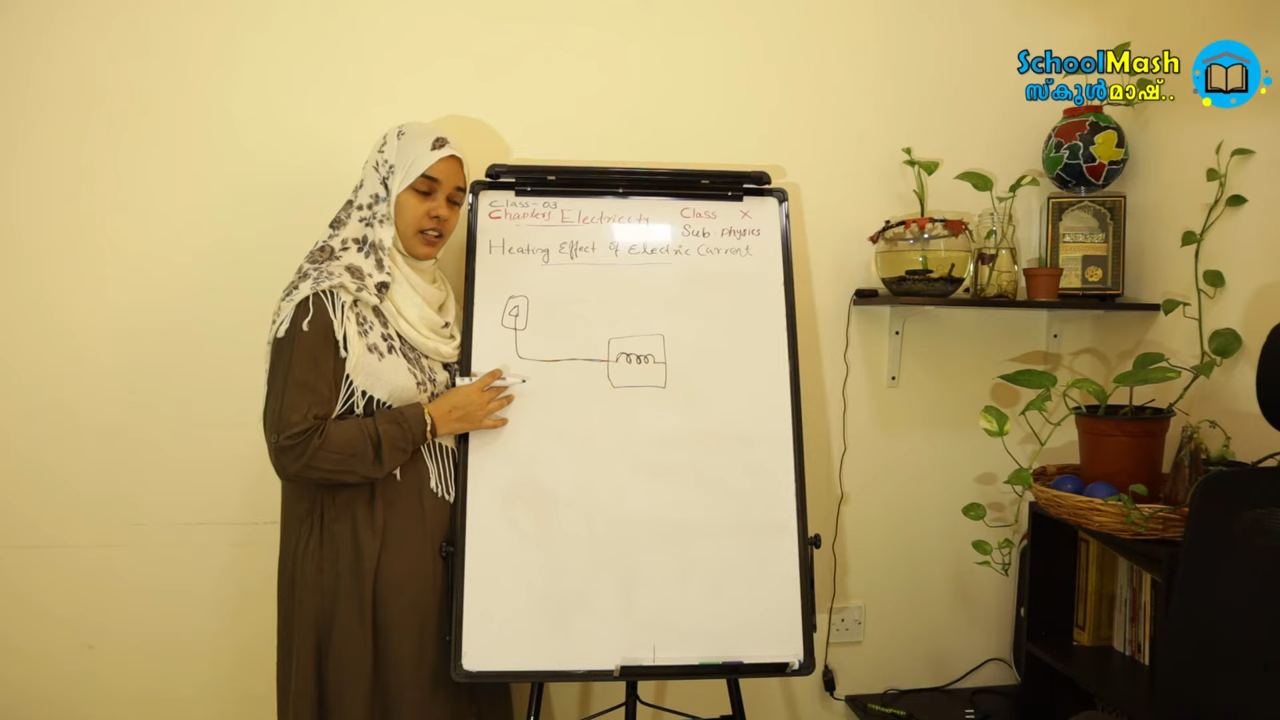 SchoolMash
സ്കൂൾമാഷ്..
Class-03
Chapters Electricity
Class X
Sub. physics
Heating Effect of Electric Current